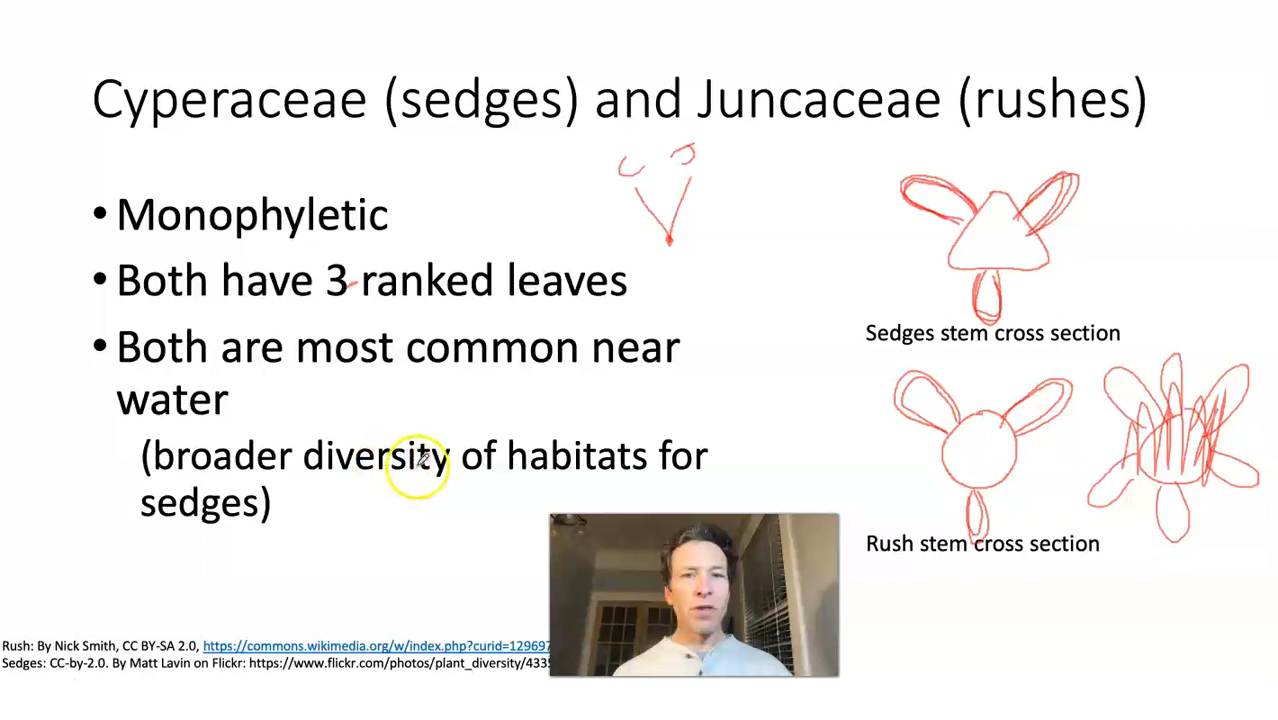 Cyperaceae (sedges) and Juncaceae (rushes)
C J
• Monophyletic
• Both have 3-ranked leaves
• Both are most common near
water
(broader diversity of habitats for
sedges)
Sedges stem cross section
Rush stem cross section
Rush: By Nick Smith, CC BY-SA 2.0, https://commons.wikimedia.org/w/index.php?curid=129697
Sedges: CC-by-2.0. By Matt Lavin on Flickr: https://www.flickr.com/photos/plant_diversity/4335